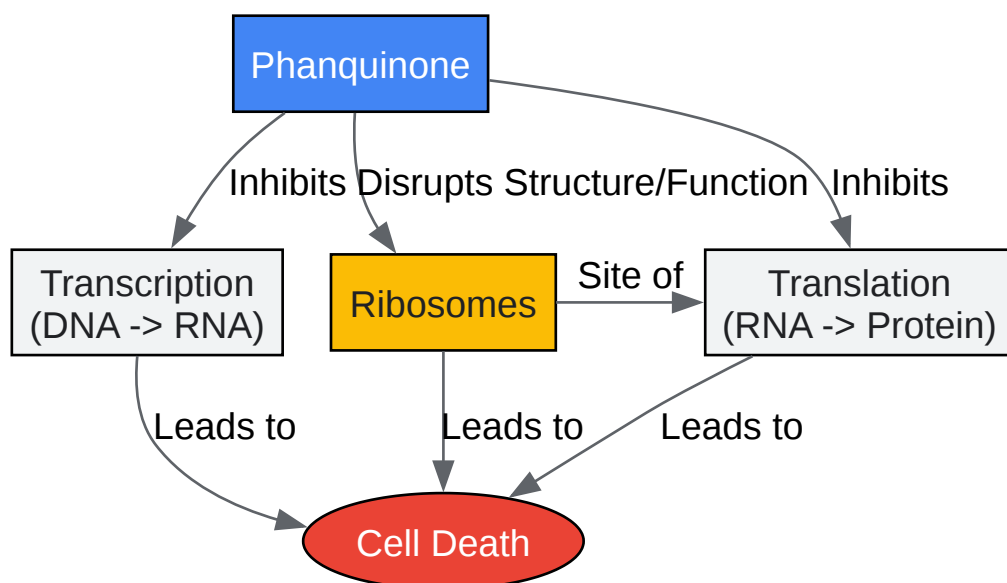 Phanquinone
Inhibits
Disrupts Structure/Function
Inhibits
Transcription
(DNA -> RNA)
Ribosomes
Site of
Translation
(RNA -> Protein)
Leads to
Leads to
Leads to
Cell Death